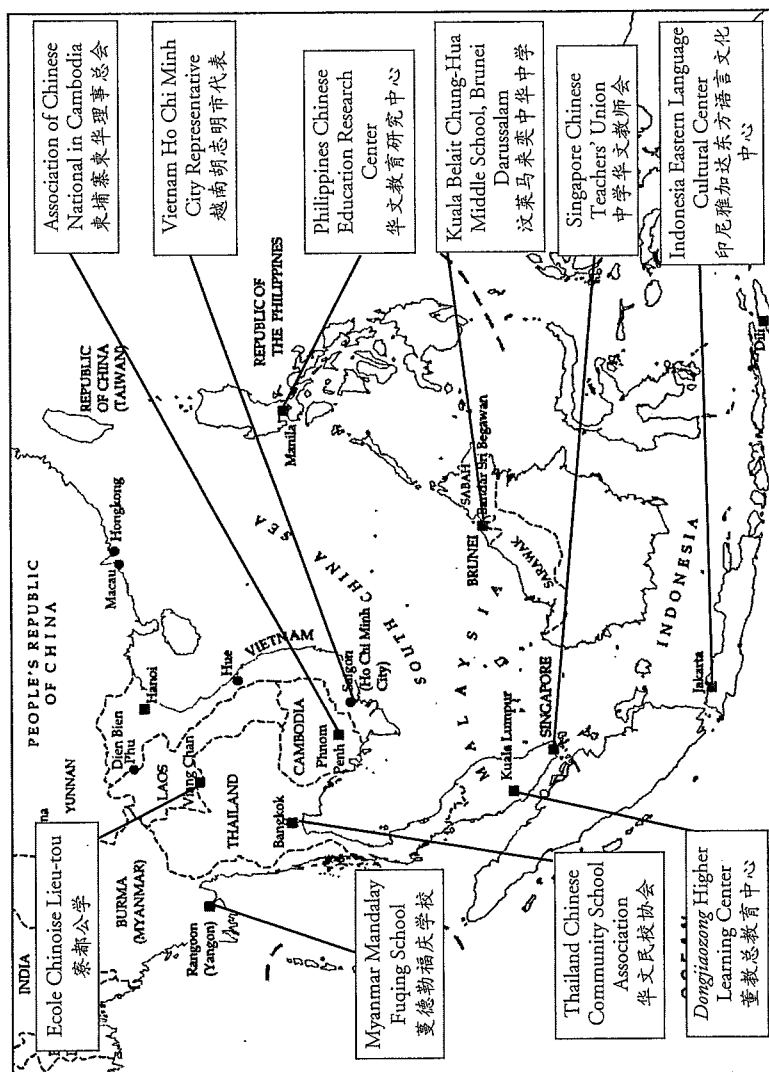 Association of Chinese
National in Cambodia
柬埔寨柬华理事总会
Vietnam Ho Chi Minh
City Representative
越南胡志明市代表
Philippines Chinese
Education Research
Center
华文教育研究中心
Kuala Belait Chung-Hua
Middle School, Brunei
Darussalam
汶莱马来奕中华中学
Singapore Chinese
Teachers' Union
中学华文教师会
Indonesia Eastern Language
Cultural Center
印尼雅加达东方语言文化
中心
REPUBLIC
OF CHINA
(TAIWAN)
REPUBLIC OF
THE PHILIPPINES
Manila
SABAH
Bandar Sri Begawan
BRUNEI
SARAWAK
Dili
PEOPLE'S REPUBLIC
OF CHINA
Hongkong
Macau
SOUTH CHINA SEA
Hanoi
Hue
VIETNAM
Saigon
(Ho Chi Minh
City)
MALAYSIA
INDONESIA
Dien Bien
Phu
LAOS
Viang Chan
CAMBODIA
Phnom
Penh
Kuala Lumpur
SINGAPORE
Jakarta
YUNNAN
THAILAND
Bangkok
INDIA
BURMA
(MYANMAR)
Rangoon
(Yangon)
Ecole Chinoise Lieu-tou
寮都公学
Myanmar Mandalay
Fuqing School
蔓德勒福庆学校
Thailand Chinese
Community School
Association
华文民校协会
Dongjiaozong Higher
Learning Center
董教总教育中心